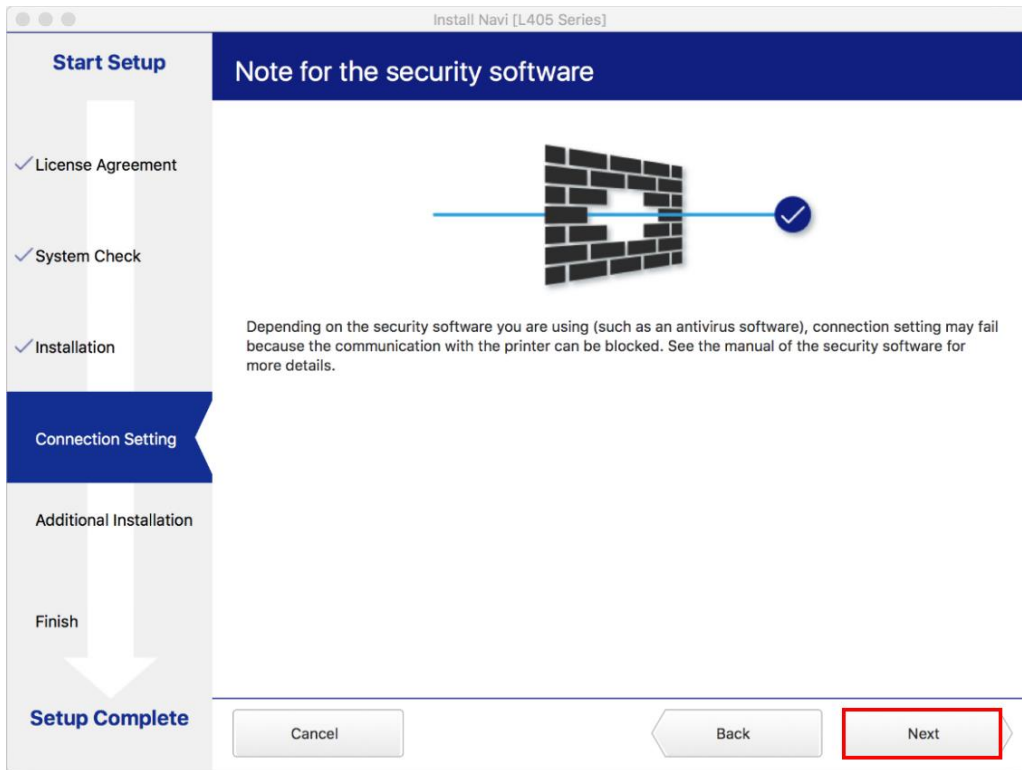 Install Navi [L405 Series]
Start Setup
License Agreement
System Check
Installation
Connection Setting
Additional Installation
Finish
Setup Complete
Note for the security software
Depending on the security software you are using (such as an antivirus software), connection setting may fail
because the communication with the printer can be blocked. See the manual of the security software for
more details.
Cancel
Back
Next